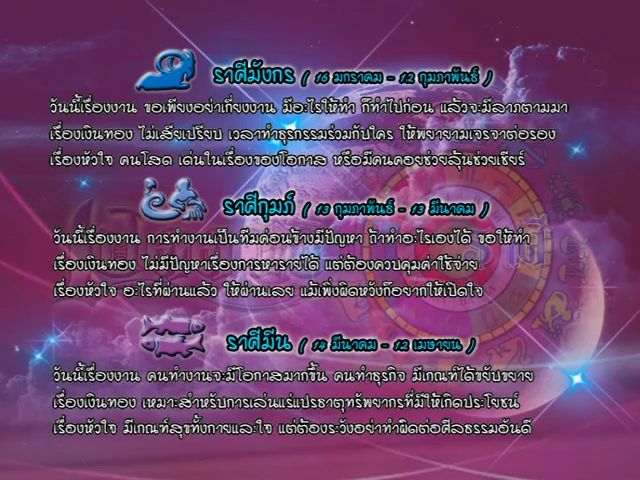 ราศีมังกร ( 16 มกราคม - 12 กุมภาพันธ์ )
วันนี้เรื่องงาน ขอเพียงอย่าเกี่ยงงาน มีอะไรให้ทำ ก็ทำไปก่อน แล้วจะมีลาภตามมา
เรื่องเงินทอง ไม่เสียเปรียบ เวลาทำธุรกรรมร่วมกับใคร ให้พยายามเจรจาต่อรอง
เรื่องหัวใจ คนโสด เด่นในเรื่องของโอกาส หรือมีคนคอยช่วยลุ้นช่วยเชียร์
ราศีกุมภ์ ( 13 กุมภาพันธ์ - 13 มีนาคม )
วันนี้เรื่องงาน การทำงานเป็นทีมค่อนข้างมีปัญหา ถ้าทำอะไรเองได้ ขอให้ทำ
เรื่องเงินทอง ไม่มีปัญหาเรื่องการหารายได้ แต่ต้องควบคุมค่าใช้จ่าย
เรื่องหัวใจ อะไรที่ผ่านแล้ว ให้ผ่านเลย แม้เพิ่งผิดหวังก็อยากให้เปิดใจ
ราศีมีน ( 14 มีนาคม - 12 เมษายน )
วันนี้เรื่องงาน คนทำงานจะมีโอกาสมากขึ้น คนทำธุรกิจ มีเกณฑ์ได้ขยับขยาย
เรื่องเงินทอง เหมาะสำหรับการเล่นแร่แปรธาตุทรัพยากรที่มีให้เกิดประโยชน์
เรื่องหัวใจ มีเกณฑ์สุขทั้งกายและใจ แต่ต้องระวังอย่าทำผิดต่อศีลธรรมอันดี